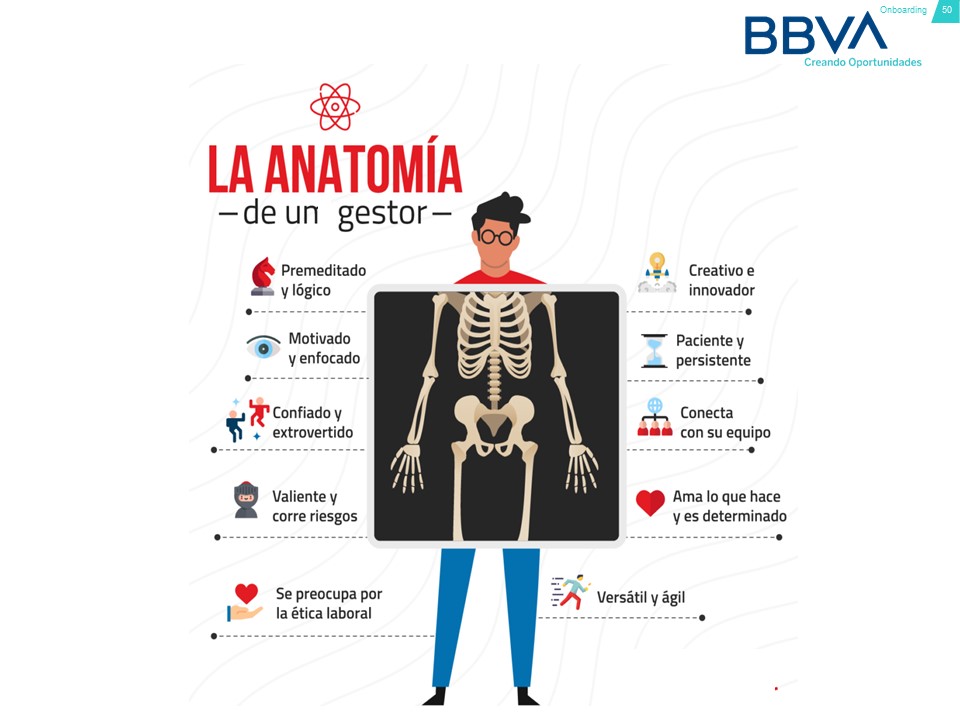 Onboarding 50
BBVA
Creando Oportunidades
LA ANATOMÍA
de un gestor
Premeditado
y lógico
Motivado
y enfocado
Confiado y
extrovertido
Valiente y
corre riesgos
Se preocupa por
la ética laboral
Creativo e
innovador
Paciente y
persistente
Conecta
con su equipo
Ama lo que hace
y es determinado
Versátil y ágil